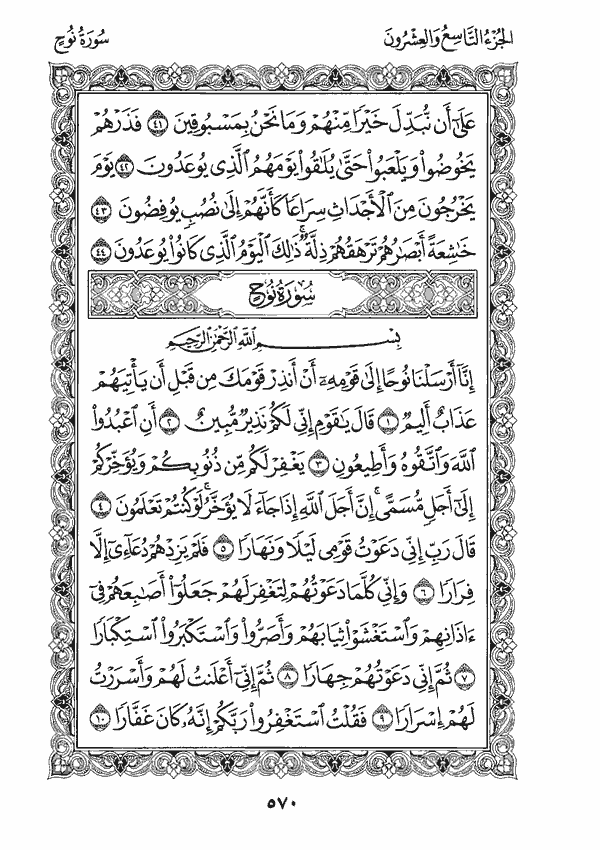 الجزء التاسع والعشرون
سورة نوح
عَلَىٰٓ أَن نُّبَدِّلَ خَيْرًا مِّنْهُمْ وَمَا نَحْنُ بِمَسْبُوقِينَ ٤١ فَذَرْهُمْ
يَخُوضُوا۟ وَيَلْعَبُوا۟ حَتَّىٰ يُلَٰقُوا۟ يَوْمَهُمُ ٱلَّذِى يُوعَدُونَ ٤٢ يَوْمَ
يَخْرُجُونَ مِنَ ٱلْأَجْدَاثِ سِرَاعًا كَأَنَّهُمْ إِلَىٰ نُصُبٍ يُوفِضُونَ ٤٣
خَٰشِعَةً أَبْصَٰرُهُمْ تَرْهَقُهُمْ ذِلَّةٌ ۚ ذَٰلِكَ ٱلْيَوْمُ ٱلَّذِى كَانُوا۟ يُوعَدُونَ ٤٤
سُورَةُ نُوحٍ
بِسْمِ ٱللَّهِ ٱلرَّحْمَٰنِ ٱلرَّحِيمِ
إِنَّآ أَرْسَلْنَا نُوحًا إِلَىٰ قَوْمِهِۦٓ أَنْ أَنذِرْ قَوْمَكَ مِن قَبْلِ أَن يَأْتِيَهُمْ
عَذَابٌ أَلِيمٌ ١ قَالَ يَٰقَوْمِ إِنِّى لَكُمْ نَذِيرٌ مُّبِينٌ ٢ أَنِ ٱعْبُدُوا۟
ٱللَّهَ وَٱتَّقُوهُ وَأَطِيعُونِ ٣ يَغْفِرْ لَكُم مِّن ذُنُوبِكُمْ وَيُؤَخِّرْكُمْ
إِلَىٰٓ أَجَلٍ مُّسَمًّى ۚ إِنَّ أَجَلَ ٱللَّهِ إِذَا جَآءَ لَا يُؤَخَّرُ ۖ لَوْ كُنتُمْ تَعْلَمُونَ ٤
قَالَ رَبِّ إِنِّى دَعَوْتُ قَوْمِى لَيْلًا وَنَهَارًا ٥ فَلَمْ يَزِدْهُمْ دُعَآءِىٓ إِلَّا
فِرَارًا ٦ وَإِنِّى كُلَّمَا دَعَوْتُهُمْ لِتَغْفِرَ لَهُمْ جَعَلُوٓا۟ أَصَٰبِعَهُمْ فِىٓ
ءَاذَانِهِمْ وَٱسْتَغْشَوْا۟ ثِيَابَهُمْ وَأَصَرُّوا۟ وَٱسْتَكْبَرُوا۟ ٱسْتِكْبَارًا
٧ ثُمَّ إِنِّى دَعَوْتُهُمْ جِهَارًا ٨ ثُمَّ إِنِّىٓ أَعْلَنتُ لَهُمْ وَأَسْرَرْتُ
لَهُمْ إِسْرَارًا ٩ فَقُلْتُ ٱسْتَغْفِرُوا۟ رَبَّكُمْ إِنَّهُۥ كَانَ غَفَّارًا ١٠
٥٧٠